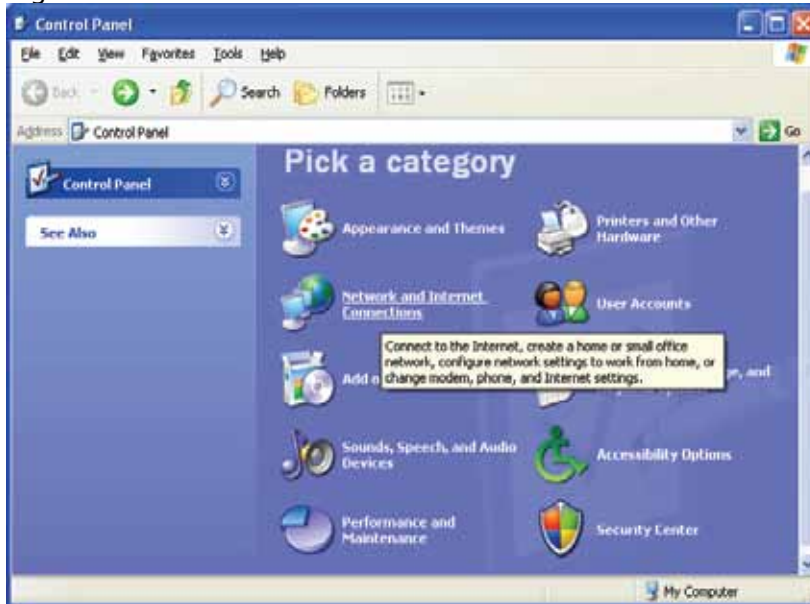 Control Panel
File Edit View Favorites Tools Help
Back Search Folders
Address Control Panel Go
Pick a category
Control Panel
See Also
Appearance and Themes
Printers and Other
Hardware
Network and Internet
Connections
User Accounts
Connect to the Internet, create a home or small office
network, configure network settings to work from home, or
change modem, phone, and Internet settings.
Add
and
Sounds, Speech, and Audio
Devices
Accessibility Options
Performance and
Maintenance
Security Center
My Computer